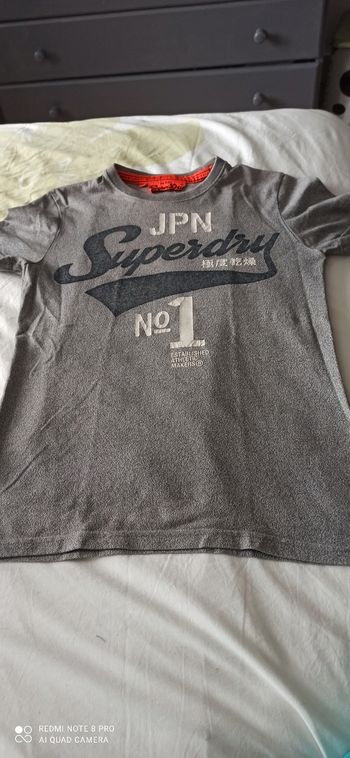 JPN
Superdry
極度乾燥
No1
ESTABLISHED
ATHLETIC
MAKERS®
REDMI NOTE 8 PRO
AI QUAD CAMERA